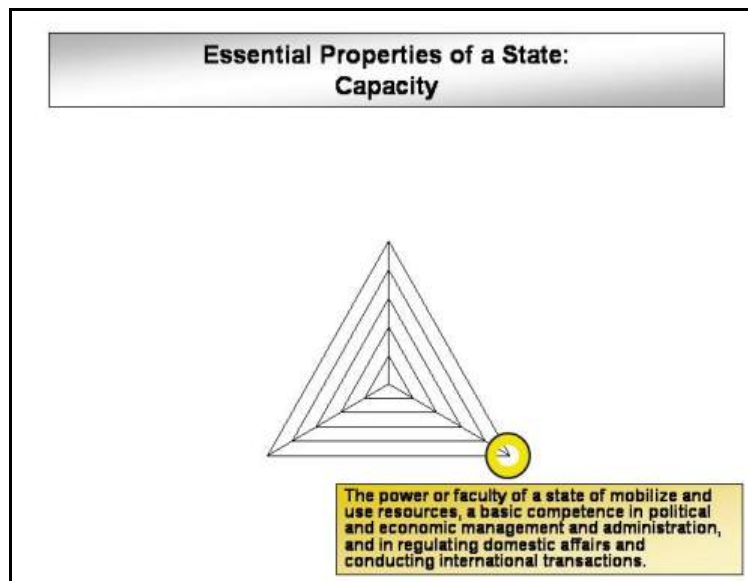 Essential Properties of a State:
Capacity
The power or faculty of a state of mobilize and
use resources, a basic competence in political
and economic management and administration,
and in regulating domestic affairs and
conducting international transactions.